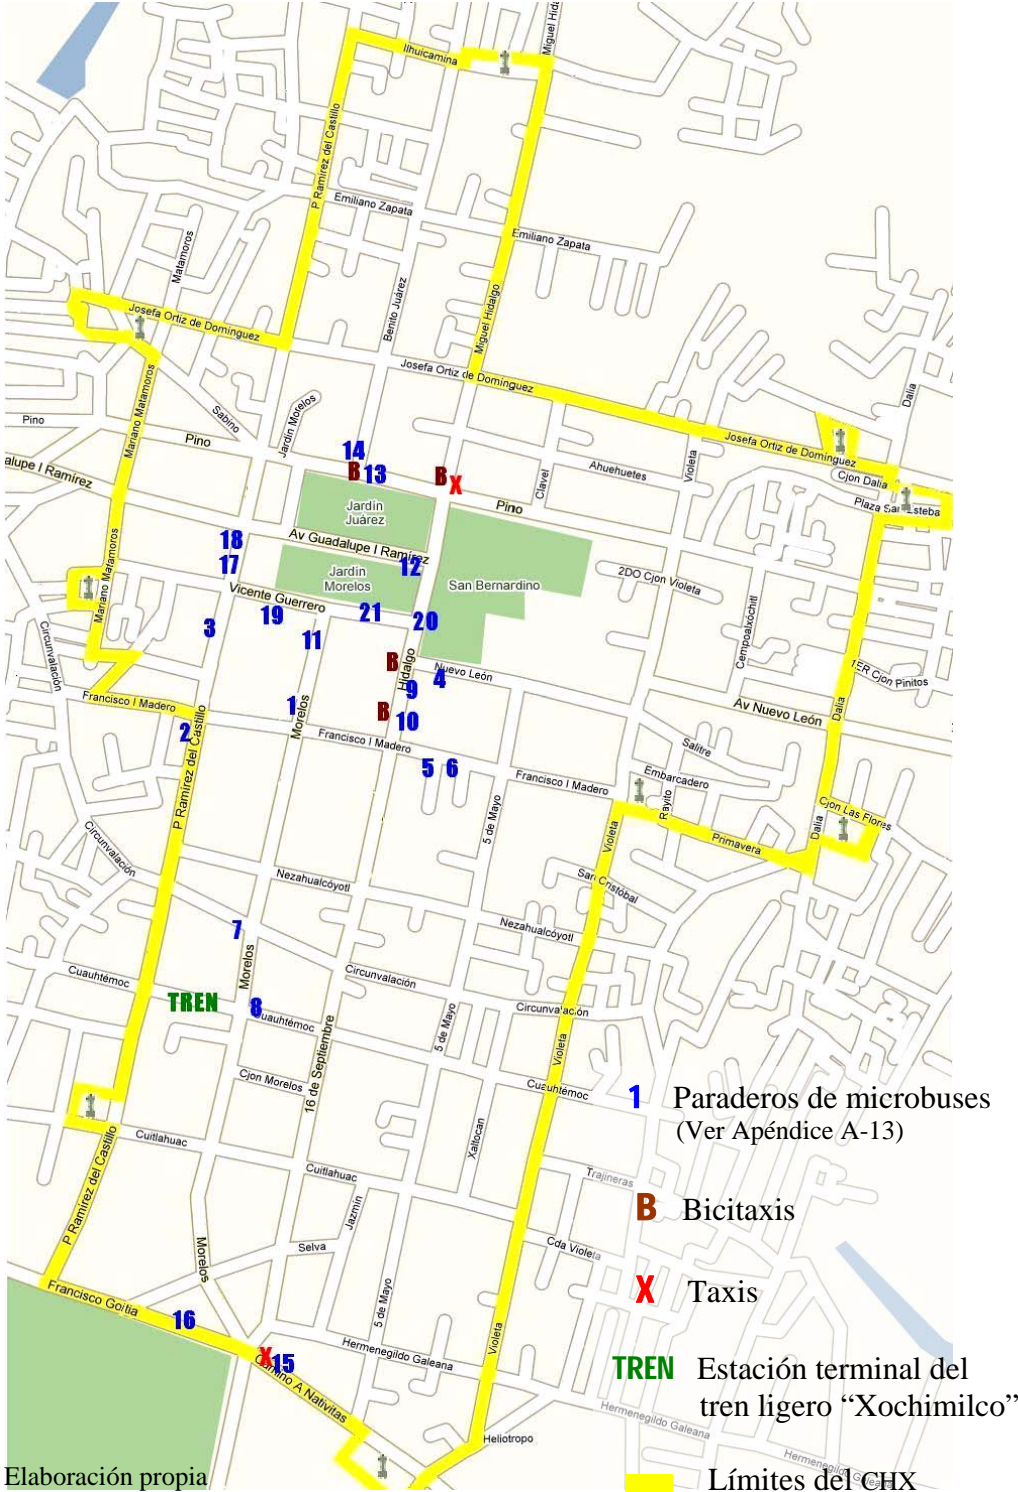 Ilhuicamina
Miguel Hid
P Ramírez del Castillo
Emiliano Zapata
Emiliano Zapata
Matamoros
Benito Juárez
Miguel Hidalgo
Josefa Ortiz de Domínguez
Josefa Ortiz de Domínguez
Josefa Ortiz de Domínguez
Dalia
Mariano Matamoros
Sabino
Jardín Morelos
Pino
Pino
14
B
13
B
X
Clavel
Ahuehuetes
Violeta
Cjon Dalia
Plaza San Esteba
alupe I Ramírez
Jardín
Juárez
Pino
18
Av Guadalupe I Ramírez
17
Jardín
Morelos
12
San Bernardino
2DO Cjon Violeta
Mariano Matamoros
Vicente Guerrero
19
21
20
3
11
Circunvalación
B
Hidalgo
Nuevo León
4
9
Cempoalxóchitl
1ER Cjon Pinitos
Francisco I Madero
1
Morelos
B
10
Av Nuevo León
Dalia
2
P Ramírez del Castillo
Francisco I Madero
5
6
Salitre
Embarcadero
Francisco I Madero
Rayito
5 de Mayo
Violeta
Primavera
Dalia
Cjon Las Flores
Circunvalación
Nezahualcóyotl
San Cristóbal
Nezahualcóyotl
7
Morelos
Cuauhtémoc
Circunvalación
TREN
8
Cuauhtémoc
16 de Septiembre
5 de Mayo
Circunvalación
Violeta
Cjon Morelos
Cuauhtémoc
1 Paraderos de microbuses
(Ver Apéndice A-13)
Cuitlahuac
Cuitlahuac
Xaltocan
Trajineras
P Ramírez del Castillo
Jazmín
B Bicitaxis
Morelos
Selva
Cda Violeta
Francisco Goitia
16
5 de Mayo
X Taxis
X
15
Camino A Nativitas
Hermenegildo Galeana
Violeta
TREN Estación terminal del
tren ligero “Xochimilco”
Hermenegildo Galeana
Heliotropo
Hermenegildo Galeana
Elaboración propia
Límites del CHX